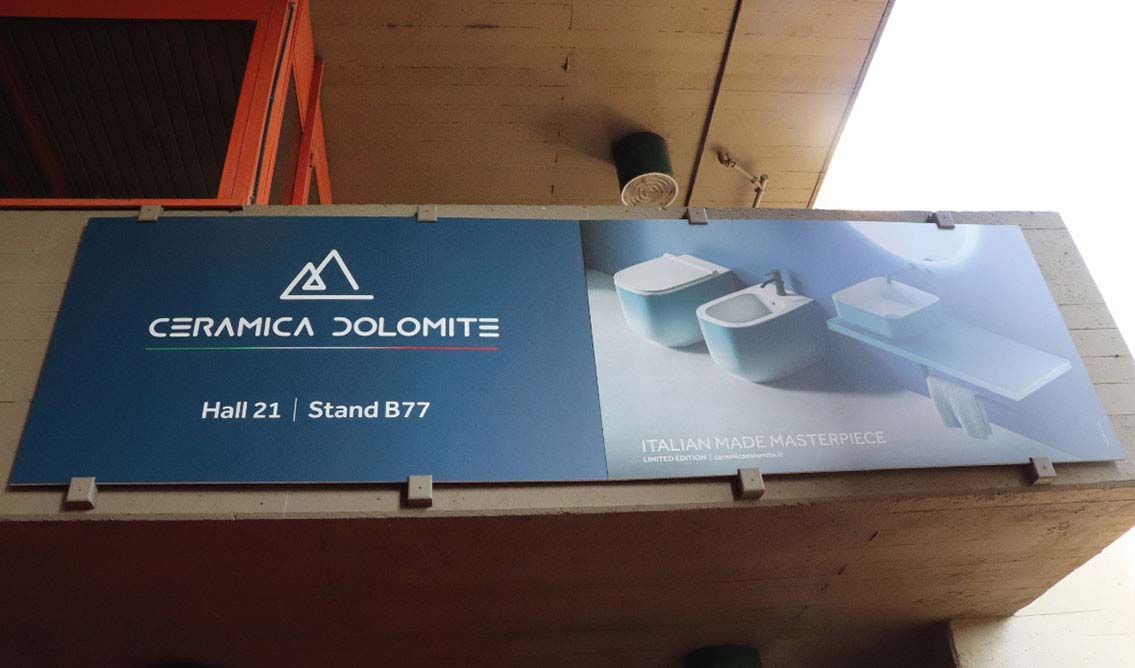 CERAMICA DOLOMITE
Hall 21 | Stand B77
ITALIAN MADE MASTERPIECE
LIMITED EDITION | ceramicadolomite.it